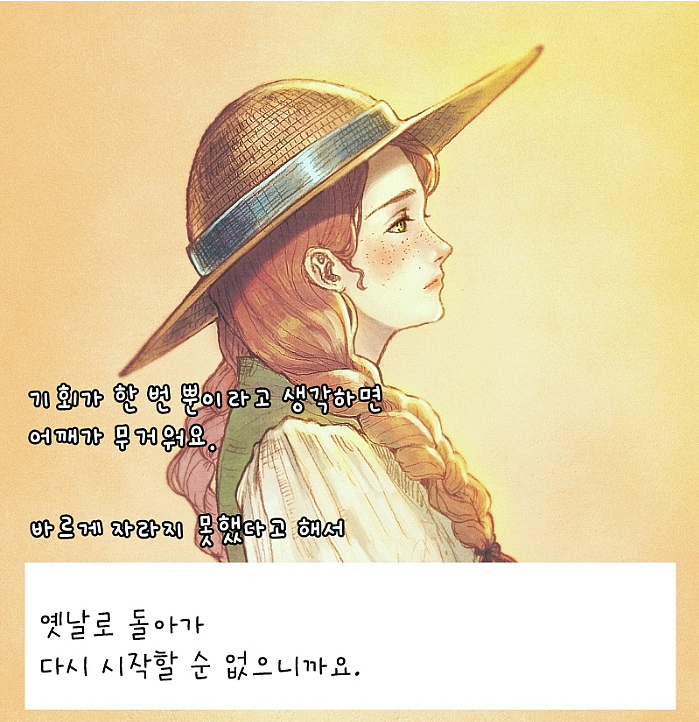 기회가 한 번 뿐이라고 생각하면
어깨가 무거워요.
바르게 자라지 못했다고 해서
옛날로 돌아가
다시 시작할 순 없으니까요.